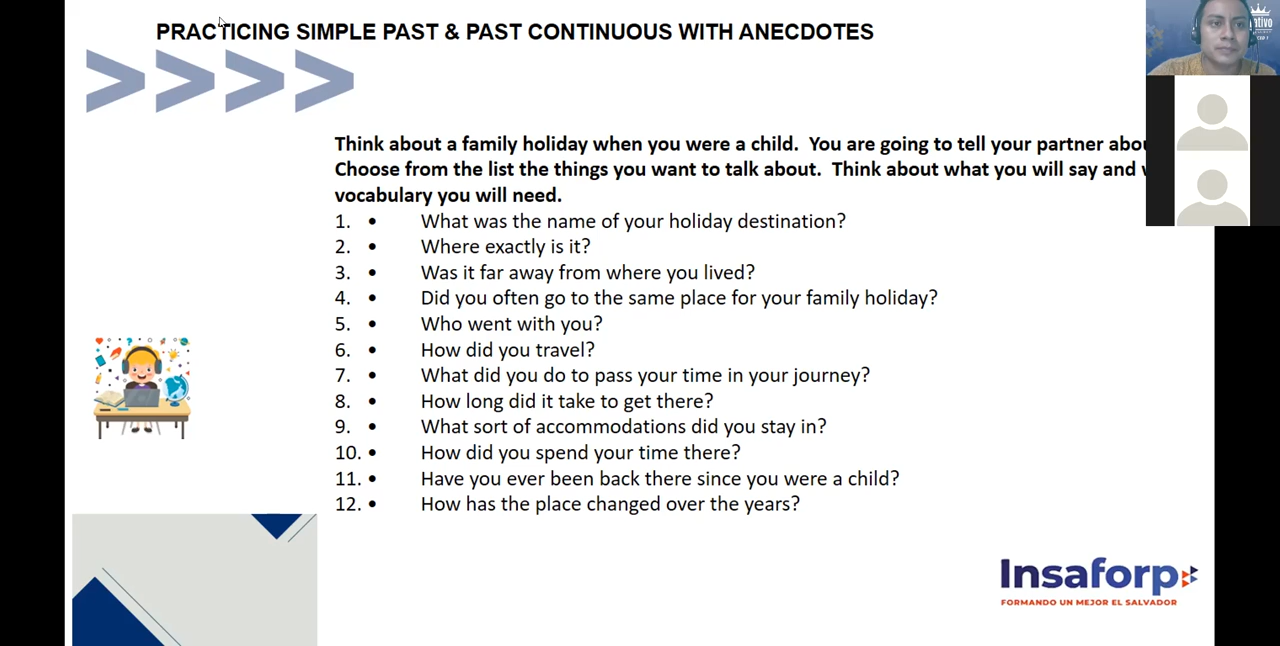 PRACTICING SIMPLE PAST & PAST CONTINUOUS WITH ANECDOTES
>>>>
Think about a family holiday when you were a child. You are going to tell your partner
Choose from the list the things you want to talk about. Think about what you will say and
vocabulary you will need.
1. • What was the name of your holiday destination?
2. • Where exactly is it?
3. • Was it far away from where you lived?
4. • Did you often go to the same place for your family holiday?
5. • Who went with you?
6. • How did you travel?
7. • What did you do to pass your time in your journey?
8. • How long did it take to get there?
9. • What sort of accommodations did you stay in?
10. • How did you spend your time there?
11. • Have you ever been back there since you were a child?
12. • How has the place changed over the years?
Insaforp
FORMANDO UN MEJOR EL SALVADOR